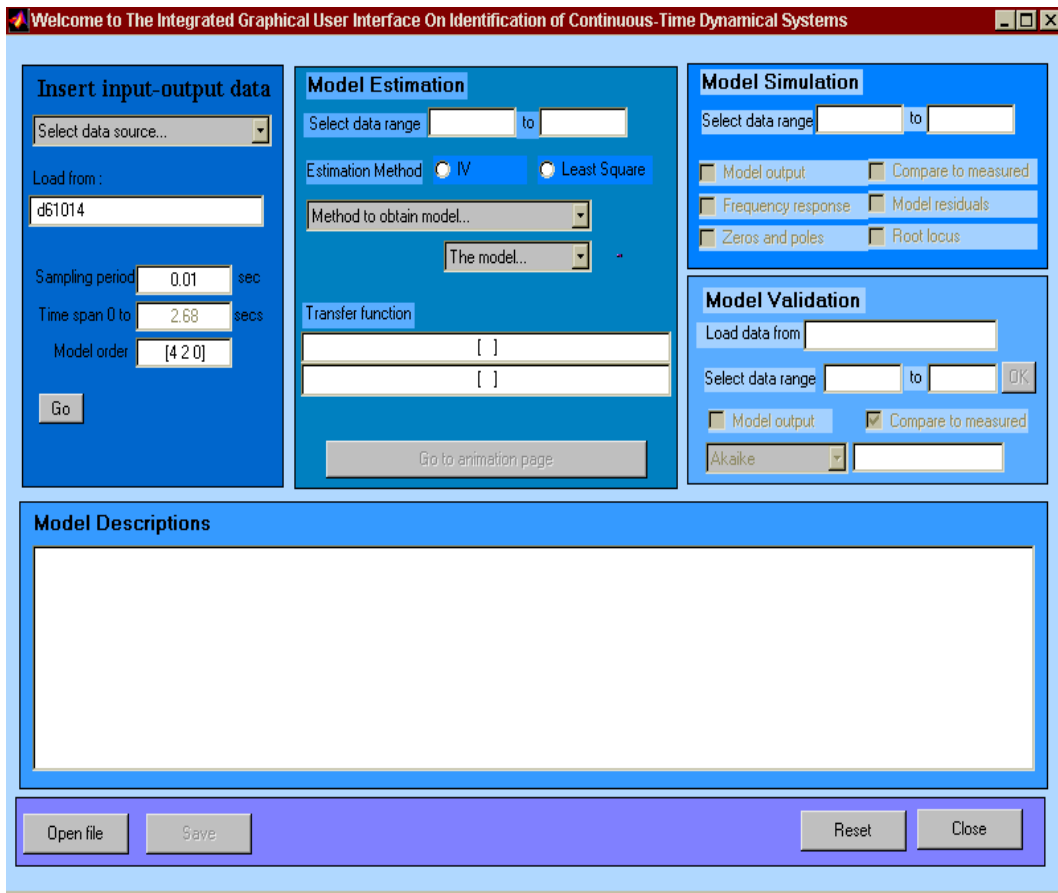 Welcome to The Integrated Graphical User Interface On Identification of Continuous-Time Dynamical Systems
Insert input-output data
Select data source...
Load from :
d61014
Sampling period 0.01 sec
Time span 0 to 2.68 secs
Model order [4 2 0]
Go
Model Estimation
Select data range to
Estimation Method IV Least Square
Method to obtain model...
The model...
Transfer function
[ ]
[ ]
Go to animation page
Model Simulation
Select data range to
Model output Compare to measured
Frequency response Model residuals
Zeros and poles Root locus
Model Validation
Load data from
Select data range to OK
Model output Compare to measured
Akaike
Model Descriptions
Open file Save Reset Close